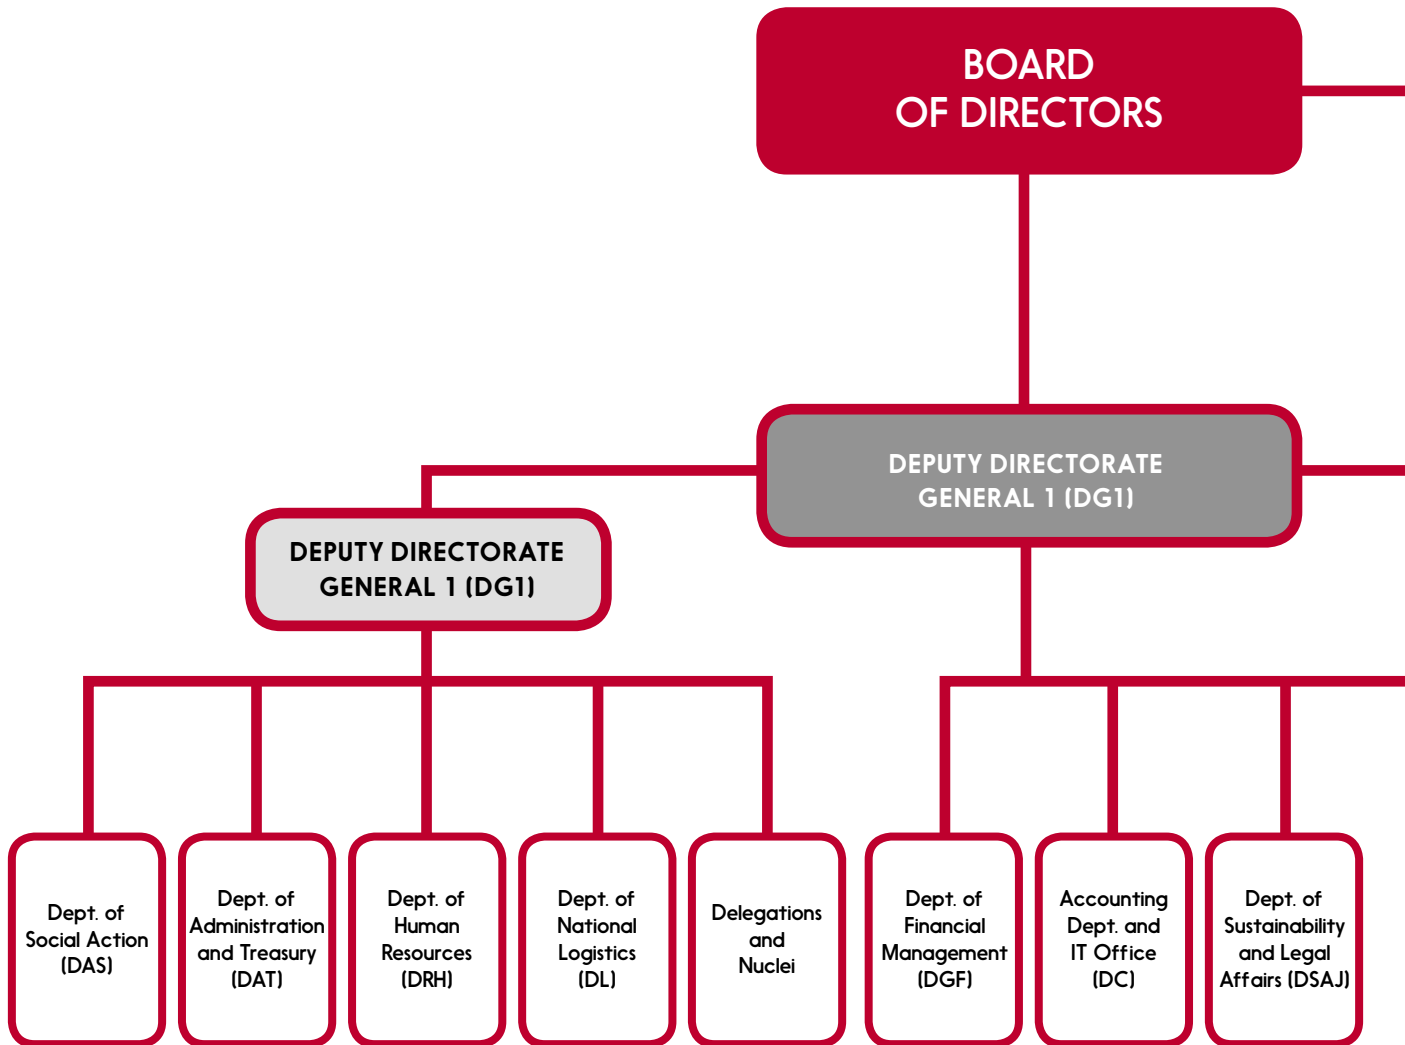 BOARD
OF DIRECTORS
DEPUTY DIRECTORATE
GENERAL 1 (DG1)
DEPUTY DIRECTORATE
GENERAL 1 (DG1)
Dept. of
Social Action
(DAS)
Dept. of
Administration
and Treasury
(DAT)
Dept. of
Human
Resources
(DRH)
Dept. of
National
Logistics
(DL)
Delegations
and
Nuclei
Dept. of
Financial
Management
(DGF)
Accounting
Dept. and
IT Office
(DC)
Dept. of
Sustainability
and Legal
Affairs (DSAJ)